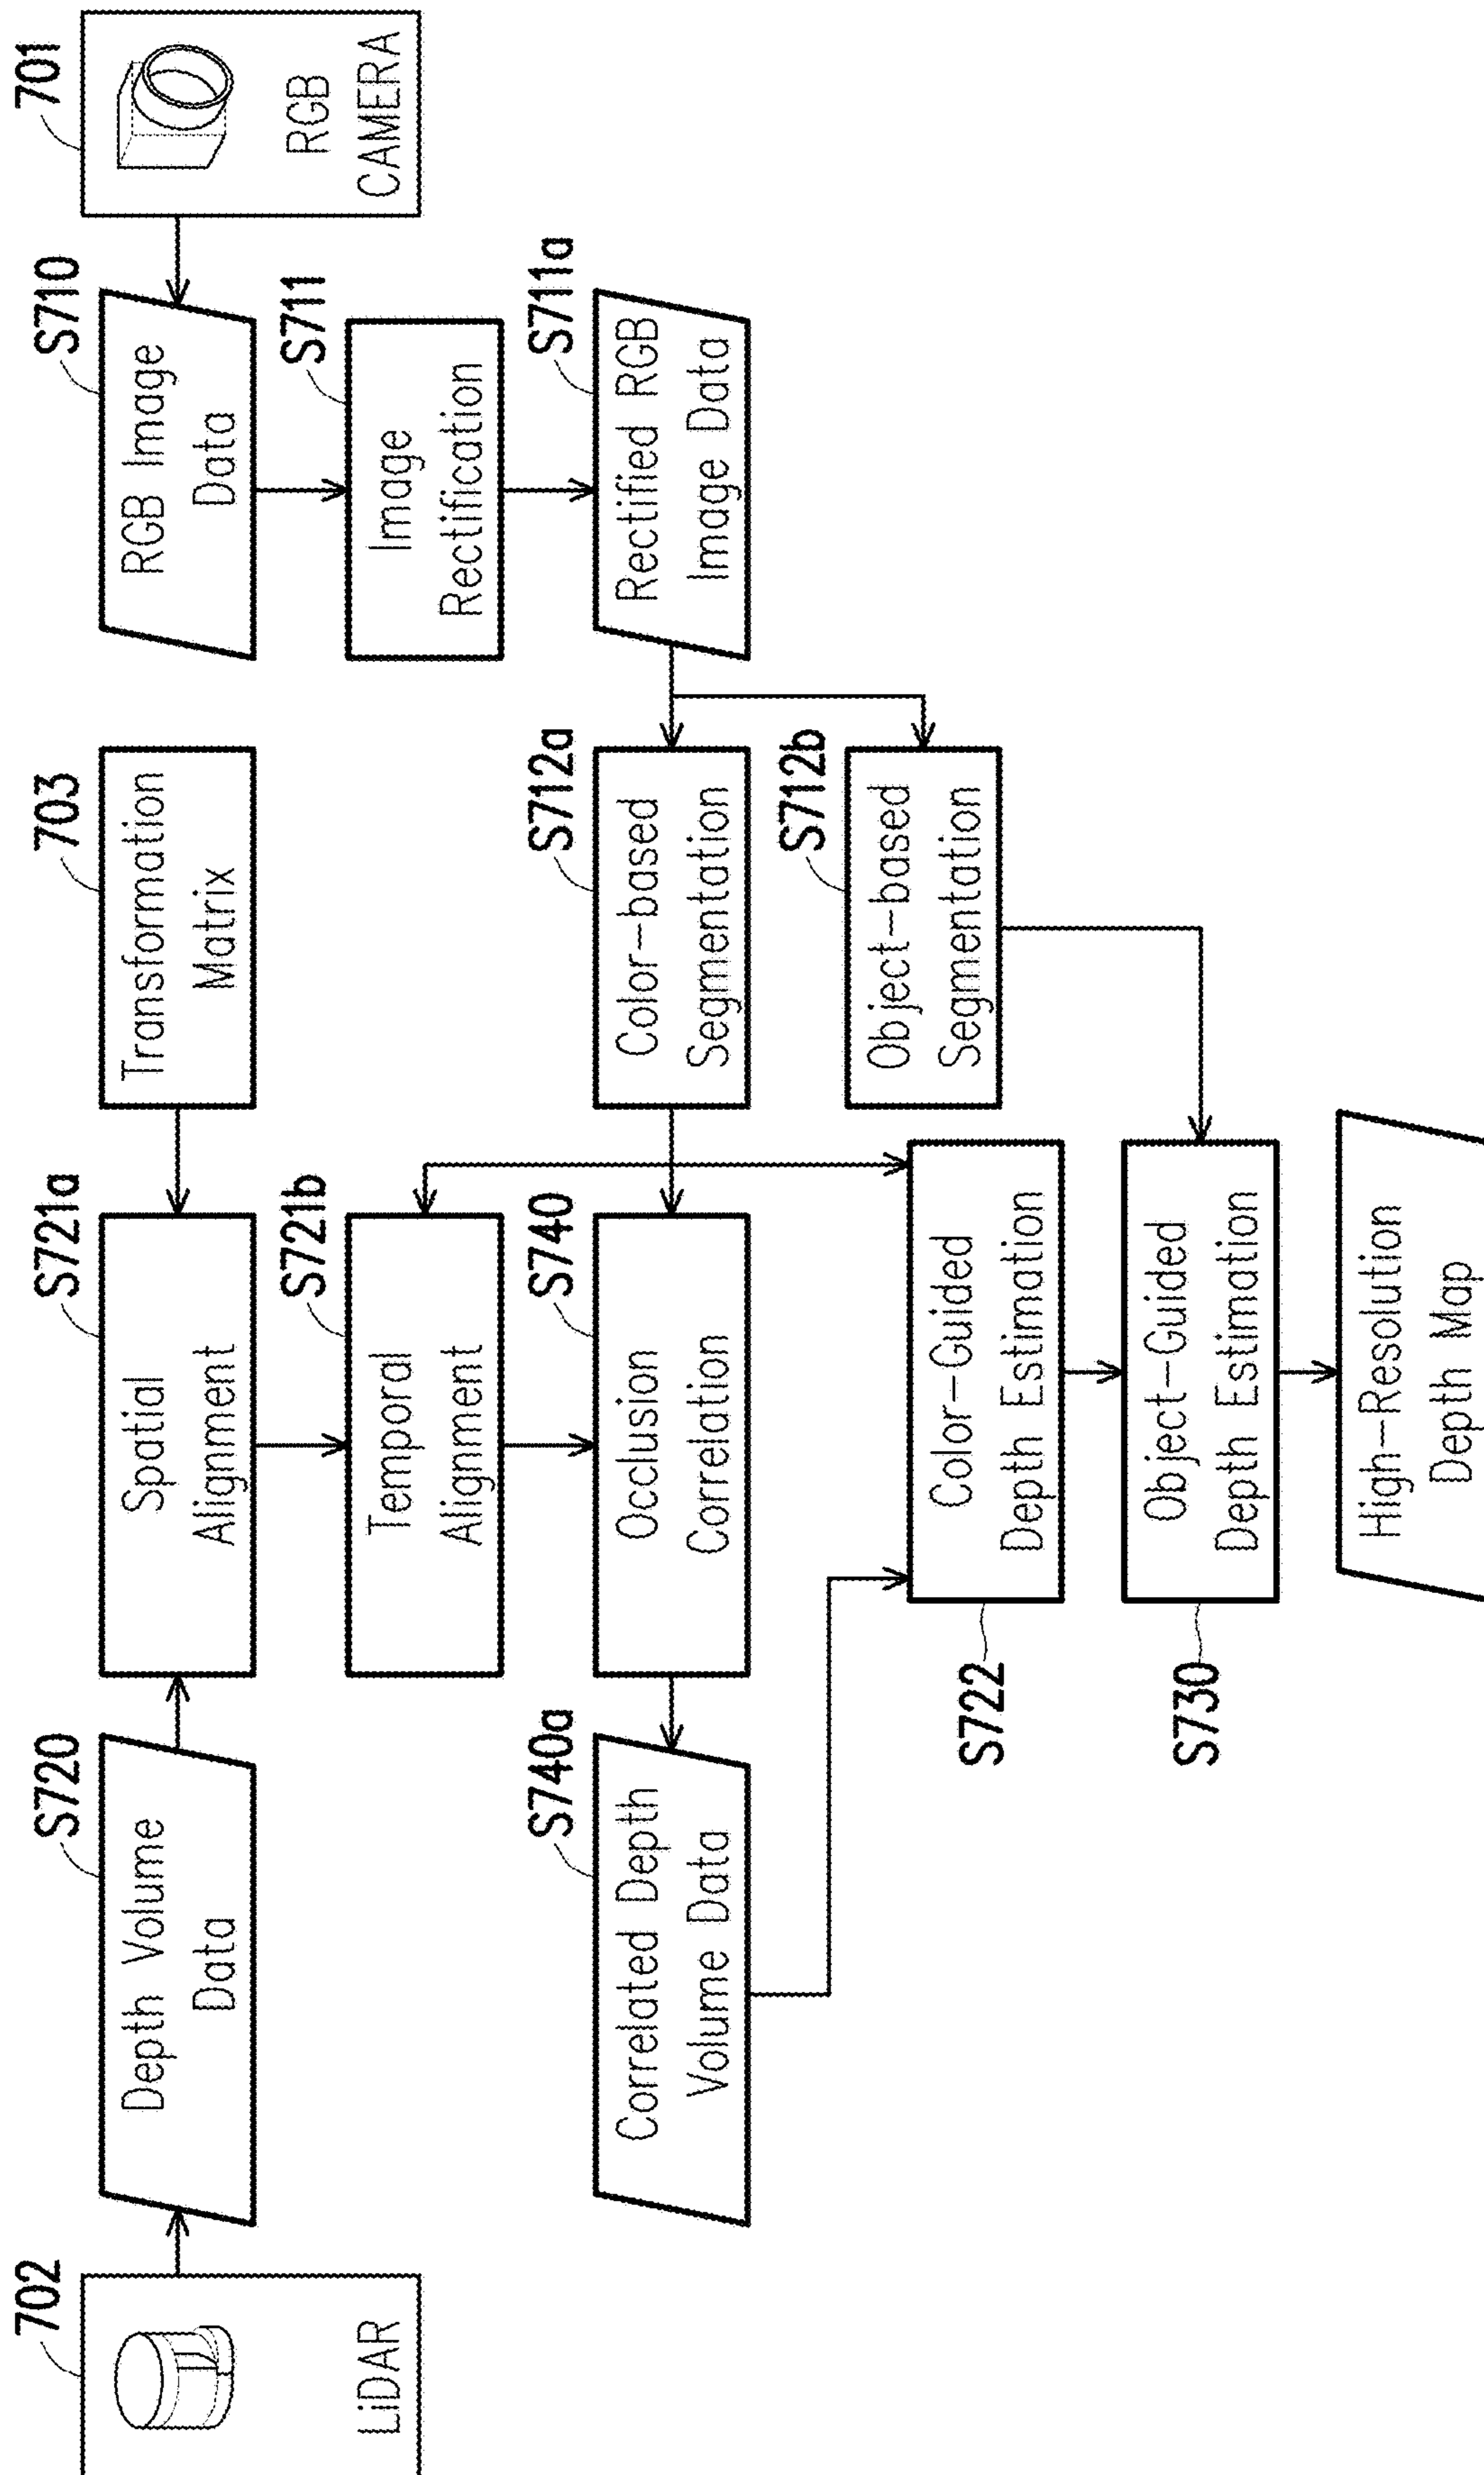 702
LiDAR
S720
Depth Volume
Data
S721a
Spatial
Alignment
703
Transformation
Matrix
S710
RGB Image
Data
701
RGB
CAMERA
S721b
Temporal
Alignment
S711
Image
Rectification
S740a
Correlated Depth
Volume Data
S740
Occlusion
Correlation
S712a
Color-based
Segmentation
S711a
Rectified RGB
Image Data
S712b
Object-based
Segmentation
S722
Color-Guided
Depth Estimation
S730
Object-Guided
Depth Estimation
High-Resolution
Depth Map